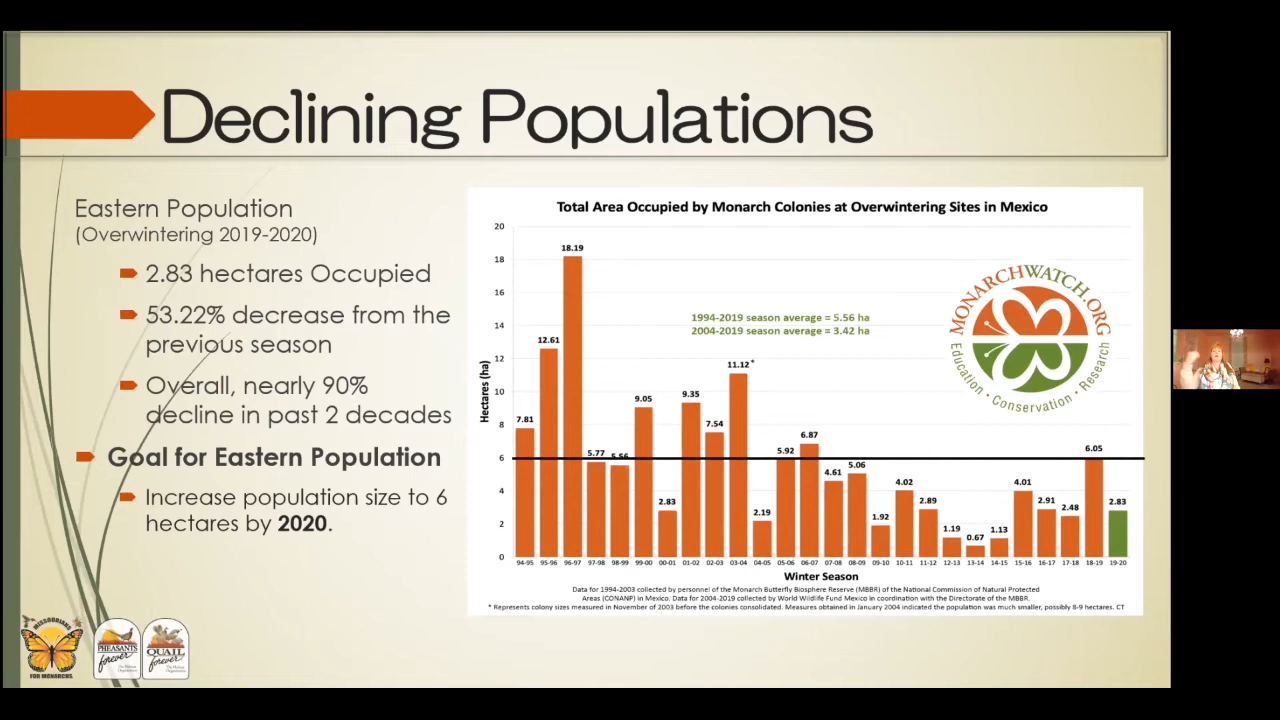 Declining Populations
Eastern Population
(Overwintering 2019-2020)
2.83 hectares Occupied
53.22% decrease from the
previous season
Overall, nearly 90%
decline in past 2 decades
Goal for Eastern Population
Increase population size to 6
hectares by 2020.
Total Area Occupied by Monarch Colonies at Overwintering Sites in Mexico
1994-2019 season average = 5.56 ha
2004-2019 season average = 3.42 ha
MONARCHWATCH.ORG
Education • Conservation • Research
Hectares (ha)
20
18
16
14
12
10
8
6
4
2
0
7.81
12.61
18.19
5.77
5.56
9.05
2.83
9.35
7.54
11.12*
2.19
5.92
6.87
4.61
5.06
1.92
4.02
2.89
1.19
0.67
1.13
4.01
2.91
2.48
6.05
2.83
94-95 95-96 96-97 97-98 98-99 99-00 00-01 01-02 02-03 03-04 04-05 05-06 06-07 07-08 08-09 09-10 10-11 11-12 12-13 13-14 14-15 15-16 16-17 17-18 18-19 19-20
Winter Season
Data for 1994-2003 collected by personnel of the Monarch Butterfly Biosphere Reserve (MBBR) of the National Commission of Natural Protected
Areas (CONANP) in Mexico. Data for 2004-2019 collected by World Wildlife Fund Mexico in coordination with the Directorate of the MBBR.
* Represents colony sizes measured in November of 2003 before the colonies consolidated. Measures obtained in January 2004 indicated the population was much smaller, possibly 8-9 hectares. CT
MISSOURIANS
FOR MONARCHS
PHEASANTS
forever
QUAIL
forever